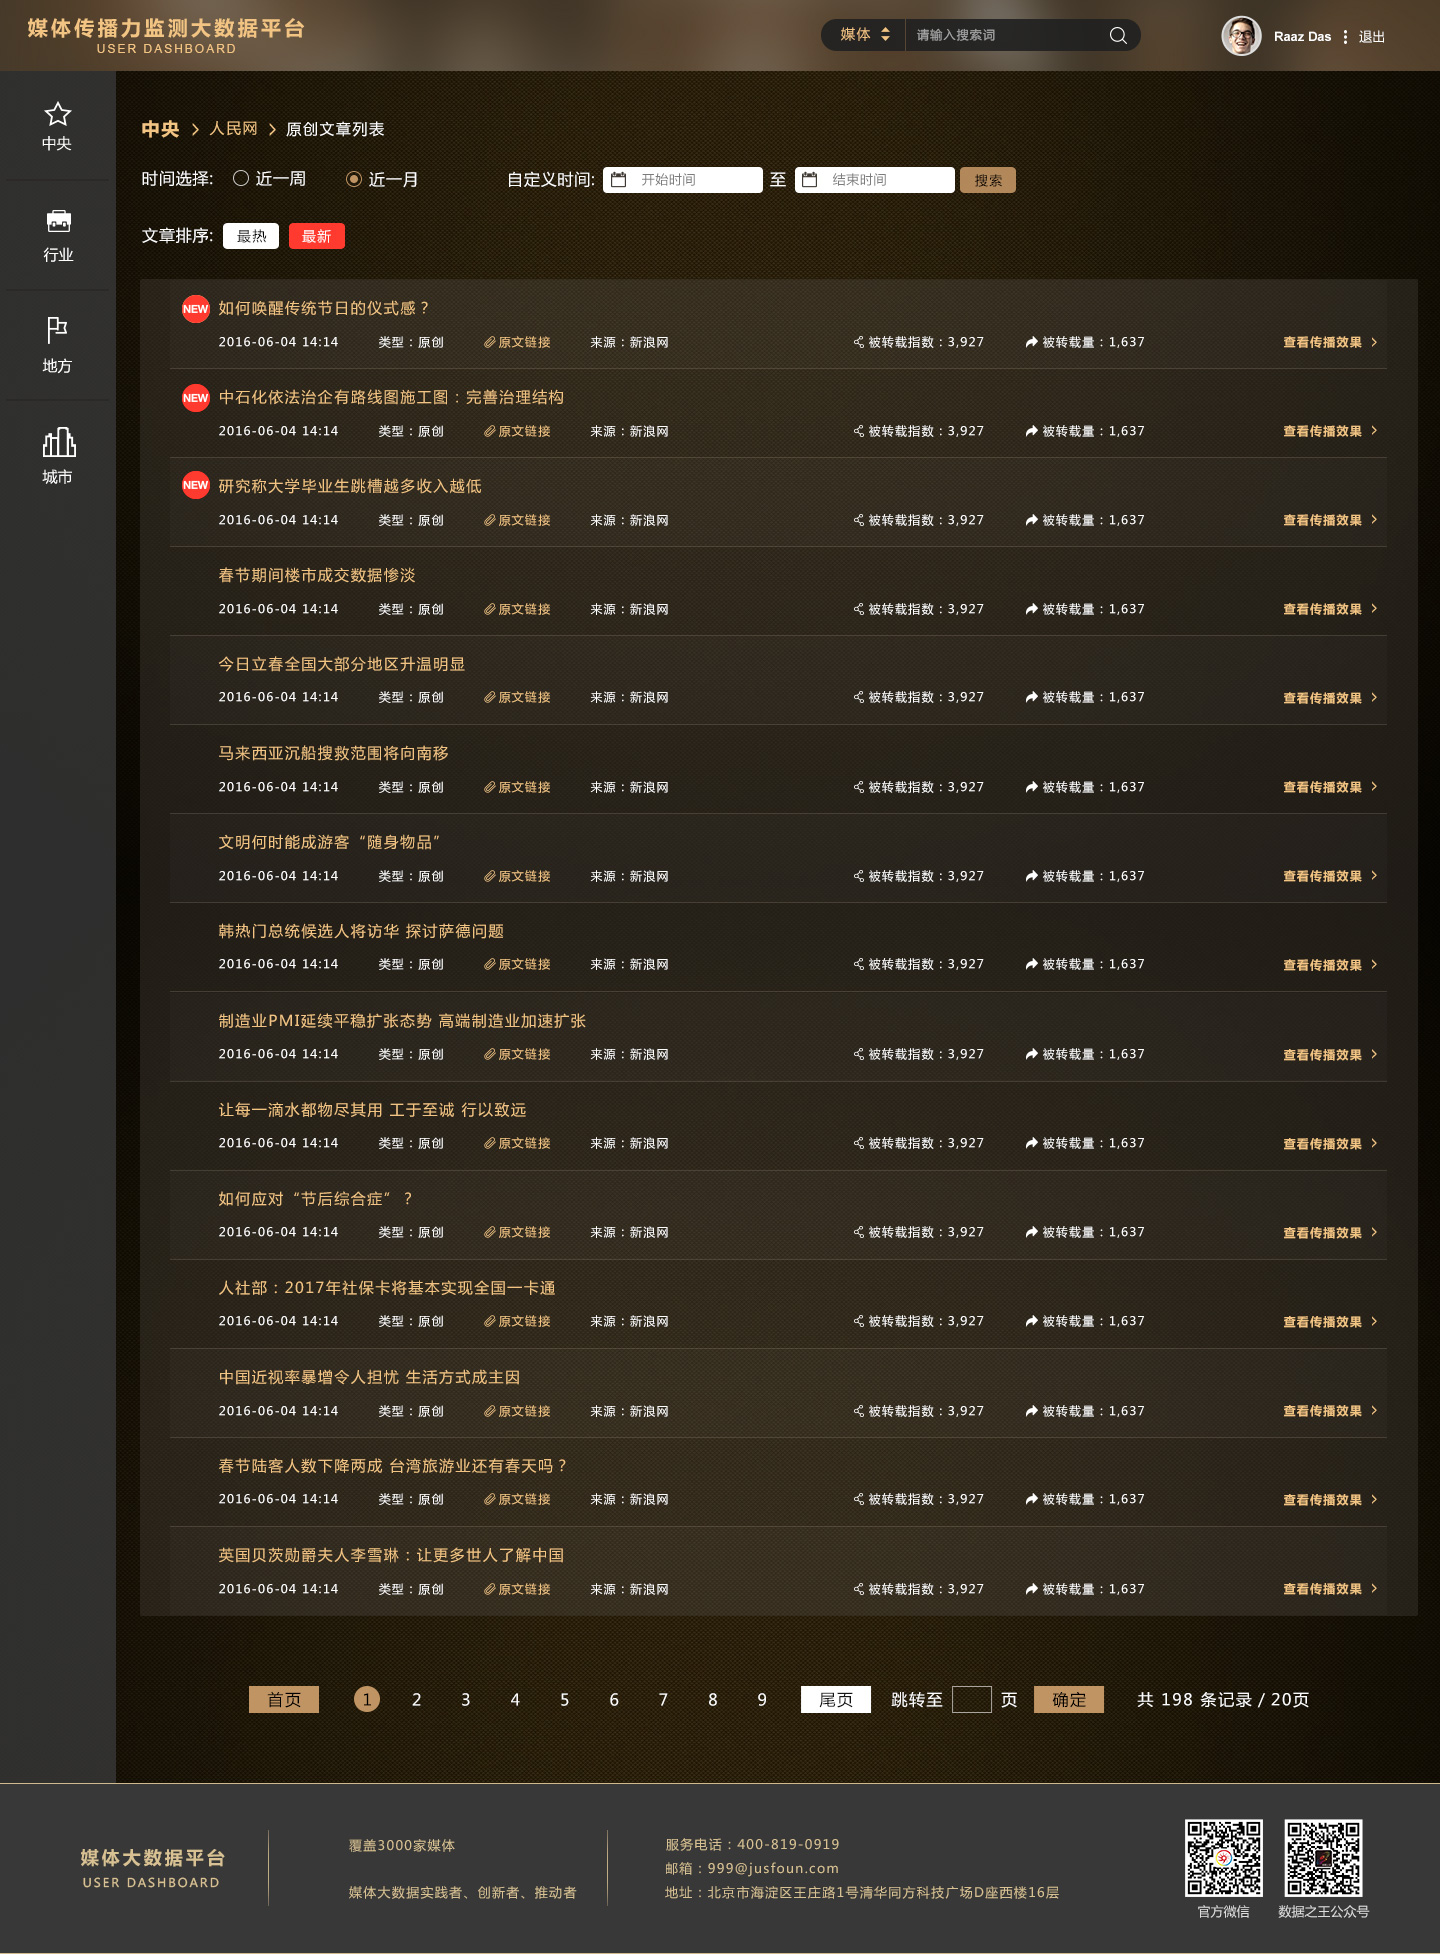 媒体传播力监测大数据平台
USER DASHBOARD
媒体 请输入搜索词
Raaz Das 退出
中央
行业
地方
城市
中央 人民网 原创文章列表
时间选择: 近一周 近一月 自定义时间: 开始时间 至 结束时间 搜索
文章排序: 最热 最新
NEW 如何唤醒传统节日的仪式感？
2016-06-04 14:14 类型：原创 原文链接 来源：新浪网 被转载指数：3,927 被转载量：1,637 查看传播效果
NEW 中石化依法治企有路线图施工图：完善治理结构
2016-06-04 14:14 类型：原创 原文链接 来源：新浪网 被转载指数：3,927 被转载量：1,637 查看传播效果
NEW 研究称大学毕业生跳槽越多收入越低
2016-06-04 14:14 类型：原创 原文链接 来源：新浪网 被转载指数：3,927 被转载量：1,637 查看传播效果
春节期间楼市成交数据惨淡
2016-06-04 14:14 类型：原创 原文链接 来源：新浪网 被转载指数：3,927 被转载量：1,637 查看传播效果
今日立春全国大部分地区升温明显
2016-06-04 14:14 类型：原创 原文链接 来源：新浪网 被转载指数：3,927 被转载量：1,637 查看传播效果
马来西亚沉船搜救范围将向南移
2016-06-04 14:14 类型：原创 原文链接 来源：新浪网 被转载指数：3,927 被转载量：1,637 查看传播效果
文明何时能成游客“随身物品”
2016-06-04 14:14 类型：原创 原文链接 来源：新浪网 被转载指数：3,927 被转载量：1,637 查看传播效果
韩热门总统候选人将访华 探讨萨德问题
2016-06-04 14:14 类型：原创 原文链接 来源：新浪网 被转载指数：3,927 被转载量：1,637 查看传播效果
制造业PMI延续平稳扩张态势 高端制造业加速扩张
2016-06-04 14:14 类型：原创 原文链接 来源：新浪网 被转载指数：3,927 被转载量：1,637 查看传播效果
让每一滴水都物尽其用 工于至诚 行以致远
2016-06-04 14:14 类型：原创 原文链接 来源：新浪网 被转载指数：3,927 被转载量：1,637 查看传播效果
如何应对“节后综合症”？
2016-06-04 14:14 类型：原创 原文链接 来源：新浪网 被转载指数：3,927 被转载量：1,637 查看传播效果
人社部：2017年社保卡将基本实现全国一卡通
2016-06-04 14:14 类型：原创 原文链接 来源：新浪网 被转载指数：3,927 被转载量：1,637 查看传播效果
中国近视率暴增令人担忧 生活方式成主因
2016-06-04 14:14 类型：原创 原文链接 来源：新浪网 被转载指数：3,927 被转载量：1,637 查看传播效果
春节陆客人数下降两成 台湾旅游业还有春天吗？
2016-06-04 14:14 类型：原创 原文链接 来源：新浪网 被转载指数：3,927 被转载量：1,637 查看传播效果
英国贝茨勋爵夫人李雪琳：让更多世人了解中国
2016-06-04 14:14 类型：原创 原文链接 来源：新浪网 被转载指数：3,927 被转载量：1,637 查看传播效果
首页 1 2 3 4 5 6 7 8 9 尾页 跳转至 页 确定 共 198 条记录 / 20页
媒体大数据平台
USER DASHBOARD
覆盖3000家媒体
媒体大数据实践者、创新者、推动者
服务电话：400-819-0919
邮箱：999@jusfoun.com
地址：北京市海淀区王庄路1号清华同方科技广场D座西楼16层
官方微信 数据之王公众号